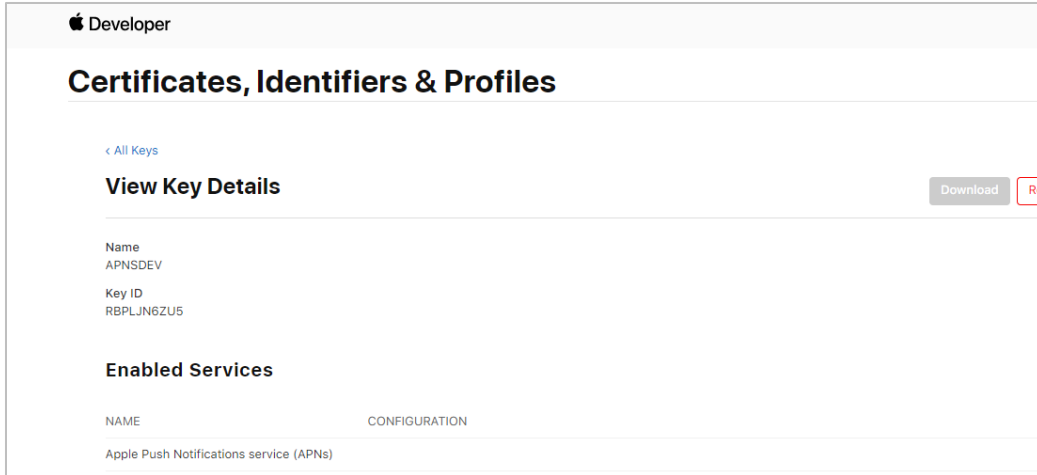 Developer
Certificates, Identifiers & Profiles
< All Keys
View Key Details
Download
Name
APNSDEV
Key ID
RBPLJN6ZU5
Enabled Services
NAME CONFIGURATION
Apple Push Notifications service (APNs)